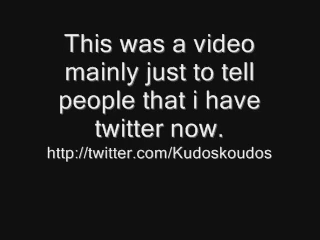 This was a video
mainly just to tell
people that i have
twitter now.
http://twitter.com/Kudoskoudos